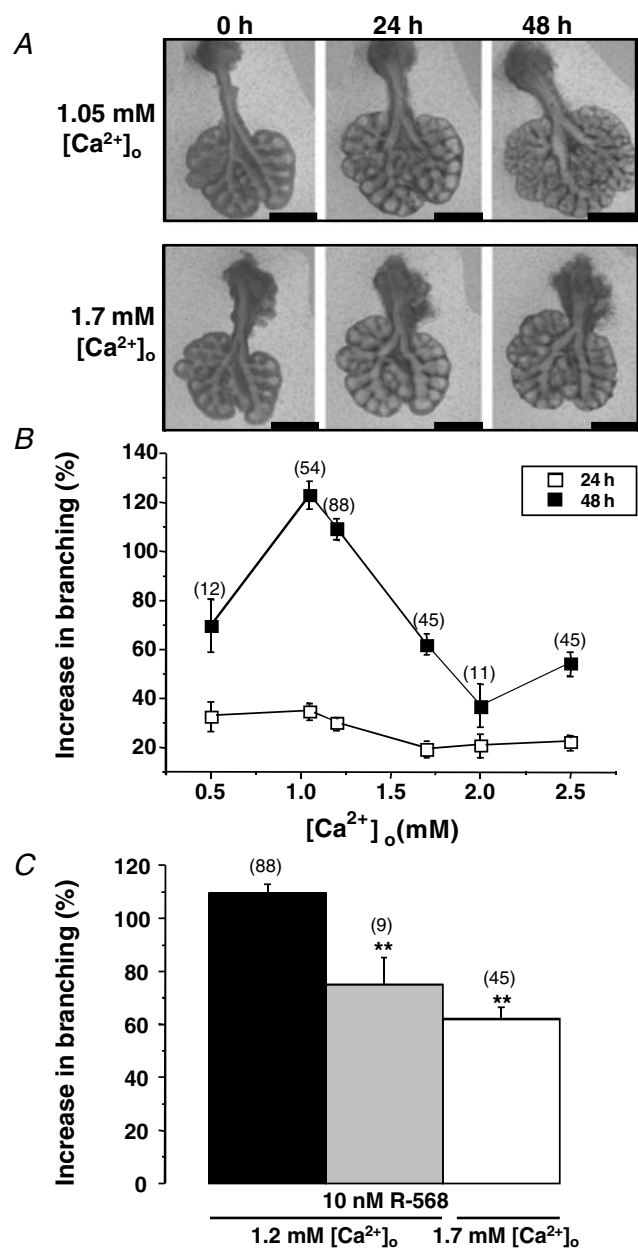 A
0 h 24 h 48 h
1.05 mM
[Ca²⁺]ₒ
1.7 mM
[Ca²⁺]ₒ
B
Increase in branching (%)
140
120
100
80
60
40
20
(12)
(54)
(88)
(45)
(11)
(45)
24 h
48 h
0.5 1.0 1.5 2.0 2.5
[Ca²⁺]ₒ(mM)
C
Increase in branching (%)
120
100
80
60
40
20
0
(88)
(9)
**
(45)
**
10 nM R-568
1.2 mM [Ca²⁺]ₒ 1.7 mM [Ca²⁺]ₒ